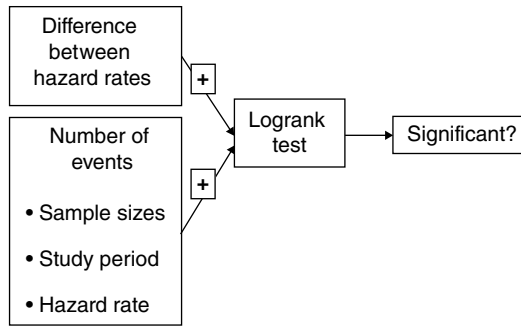 Difference
between
hazard rates
+
Logrank
test
Significant?
Number of
events
+
• Sample sizes
• Study period
• Hazard rate